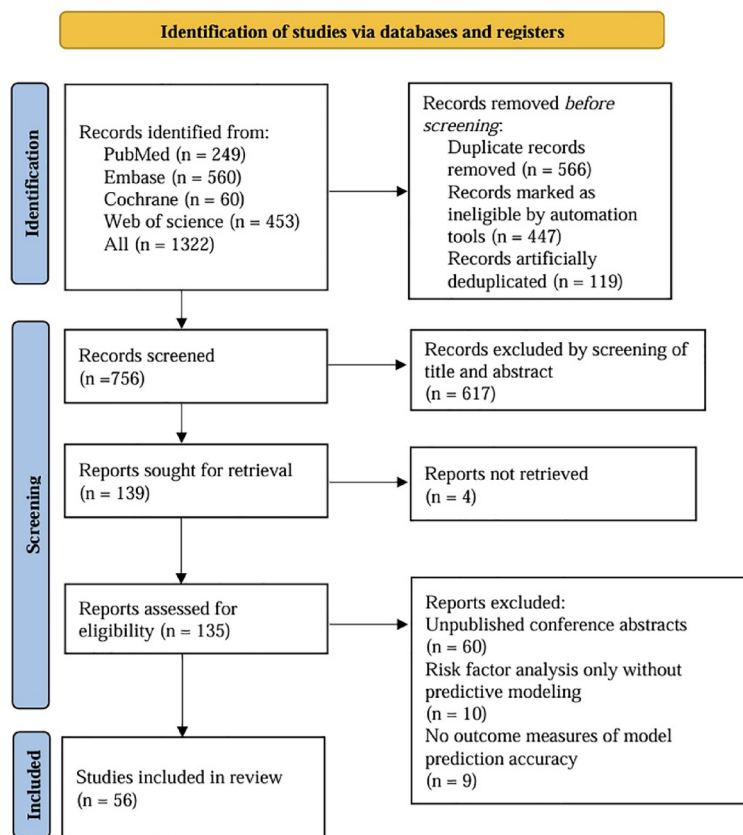 Identification of studies via databases and registers
Identification
Records identified from:
PubMed (n = 249)
Embase (n = 560)
Cochrane (n = 60)
Web of science (n = 453)
All (n = 1322)
Records removed before
screening:
Duplicate records
removed (n = 566)
Records marked as
ineligible by automation
tools (n = 447)
Records artificially
deduplicated (n = 119)
Screening
Records screened
(n =756)
Records excluded by screening of
title and abstract
(n = 617)
Reports sought for retrieval
(n = 139)
Reports not retrieved
(n = 4)
Reports assessed for
eligibility (n = 135)
Reports excluded:
Unpublished conference abstracts
(n = 60)
Risk factor analysis only without
predictive modeling
(n = 10)
No outcome measures of model
prediction accuracy
(n = 9)
Included
Studies included in review
(n = 56)